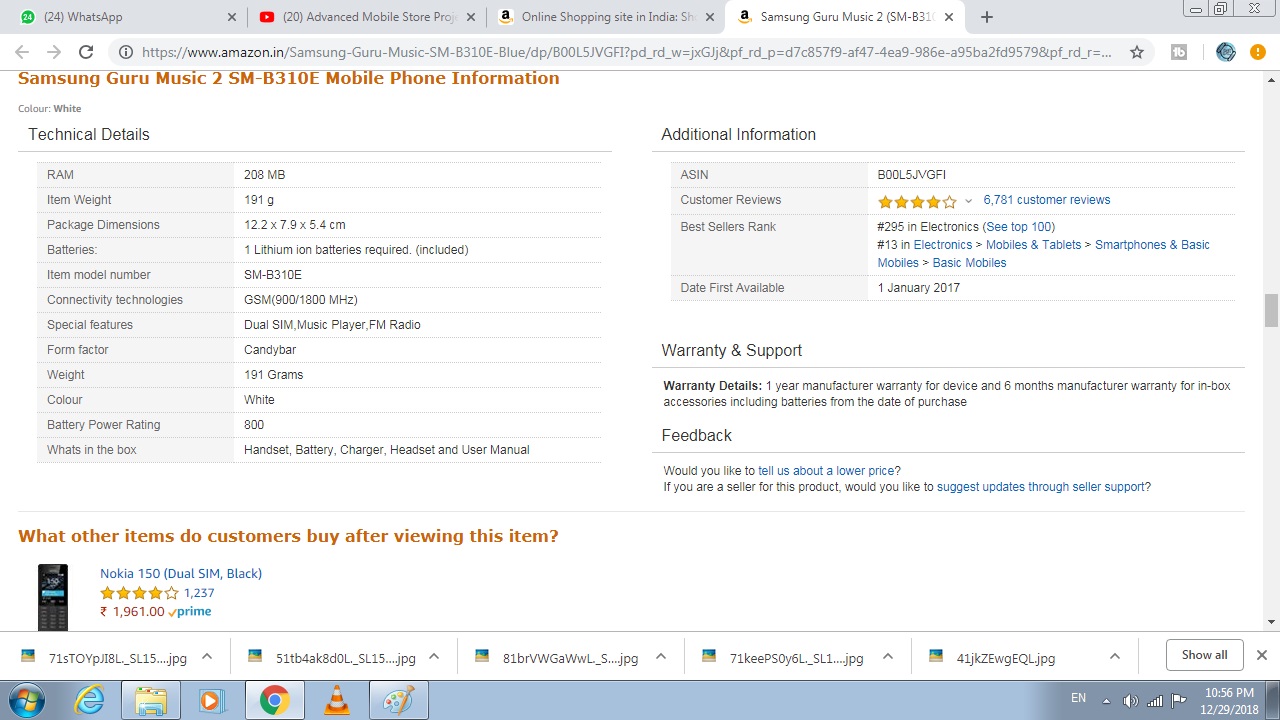 (24) WhatsApp
(20) Advanced Mobile Store Proje
Online Shopping site in India: Sh
Samsung Guru Music 2 (SM-B310
https://www.amazon.in/Samsung-Guru-Music-SM-B310E-Blue/dp/B00L5JVGFI?pd_rd_w=jxGJj&pf_rd_p=d7c857f9-af47-4ea9-986e-a95ba2fd9579&pf_rd_r=...
Samsung Guru Music 2 SM-B310E Mobile Phone Information
Colour: White
Technical Details
RAM 208 MB
Item Weight 191 g
Package Dimensions 12.2 x 7.9 x 5.4 cm
Batteries: 1 Lithium ion batteries required. (included)
Item model number SM-B310E
Connectivity technologies GSM(900/1800 MHz)
Special features Dual SIM,Music Player,FM Radio
Form factor Candybar
Weight 191 Grams
Colour White
Battery Power Rating 800
Whats in the box Handset, Battery, Charger, Headset and User Manual
Additional Information
ASIN B00L5JVGFI
Customer Reviews 6,781 customer reviews
Best Sellers Rank #295 in Electronics (See top 100)
#13 in Electronics > Mobiles & Tablets > Smartphones & Basic
Mobiles > Basic Mobiles
Date First Available 1 January 2017
Warranty & Support
Warranty Details: 1 year manufacturer warranty for device and 6 months manufacturer warranty for in-box
accessories including batteries from the date of purchase
Feedback
Would you like to tell us about a lower price?
If you are a seller for this product, would you like to suggest updates through seller support?
What other items do customers buy after viewing this item?
Nokia 150 (Dual SIM, Black)
1,237
₹ 1,961.00 prime
71sTOYpJI8L._SL15....jpg
51tb4ak8d0L._SL15....jpg
81brVWGaWwL._S....jpg
71keePS0y6L._SL1....jpg
41jkZEwgEQL.jpg
Show all
EN
10:56 PM
12/29/2018